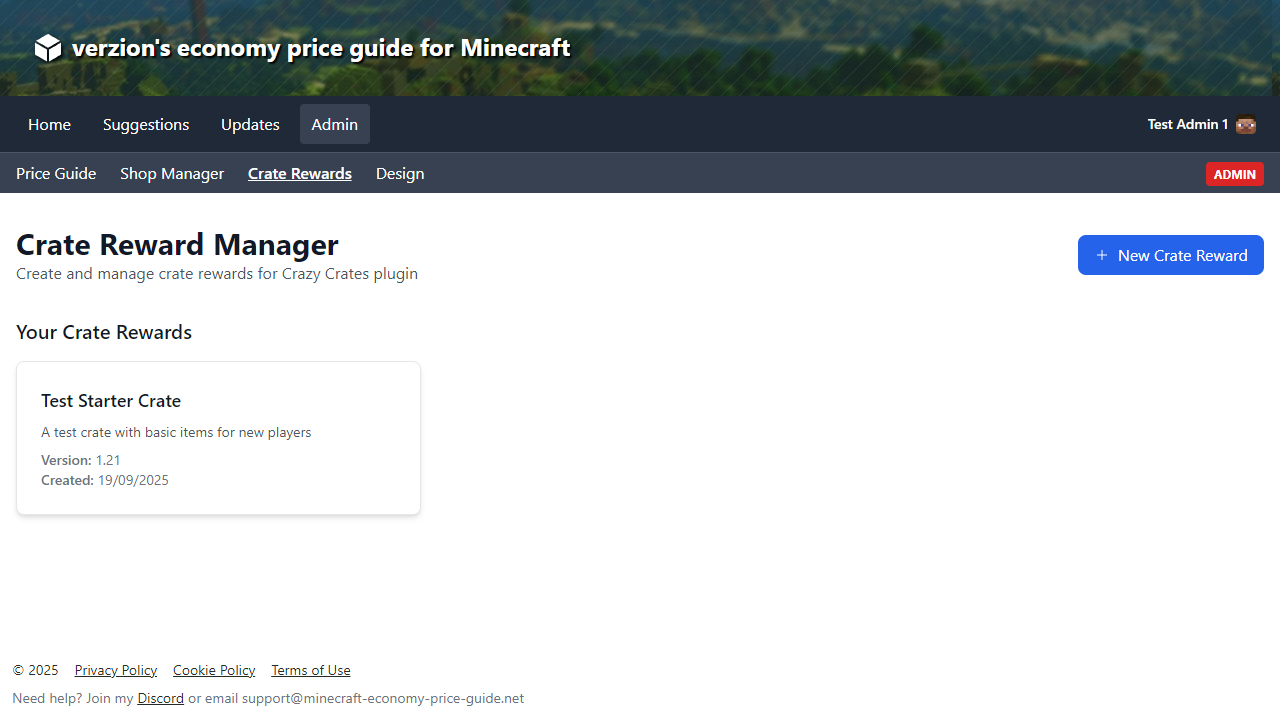 verzion's economy price guide for Minecraft
Home Suggestions Updates Admin Test Admin 1
Price Guide Shop Manager Crate Rewards Design ADMIN
Crate Reward Manager
Create and manage crate rewards for Crazy Crates plugin
+ New Crate Reward
Your Crate Rewards
Test Starter Crate
A test crate with basic items for new players
Version: 1.21
Created: 19/09/2025
© 2025 Privacy Policy Cookie Policy Terms of Use
Need help? Join my Discord or email support@minecraft-economy-price-guide.net